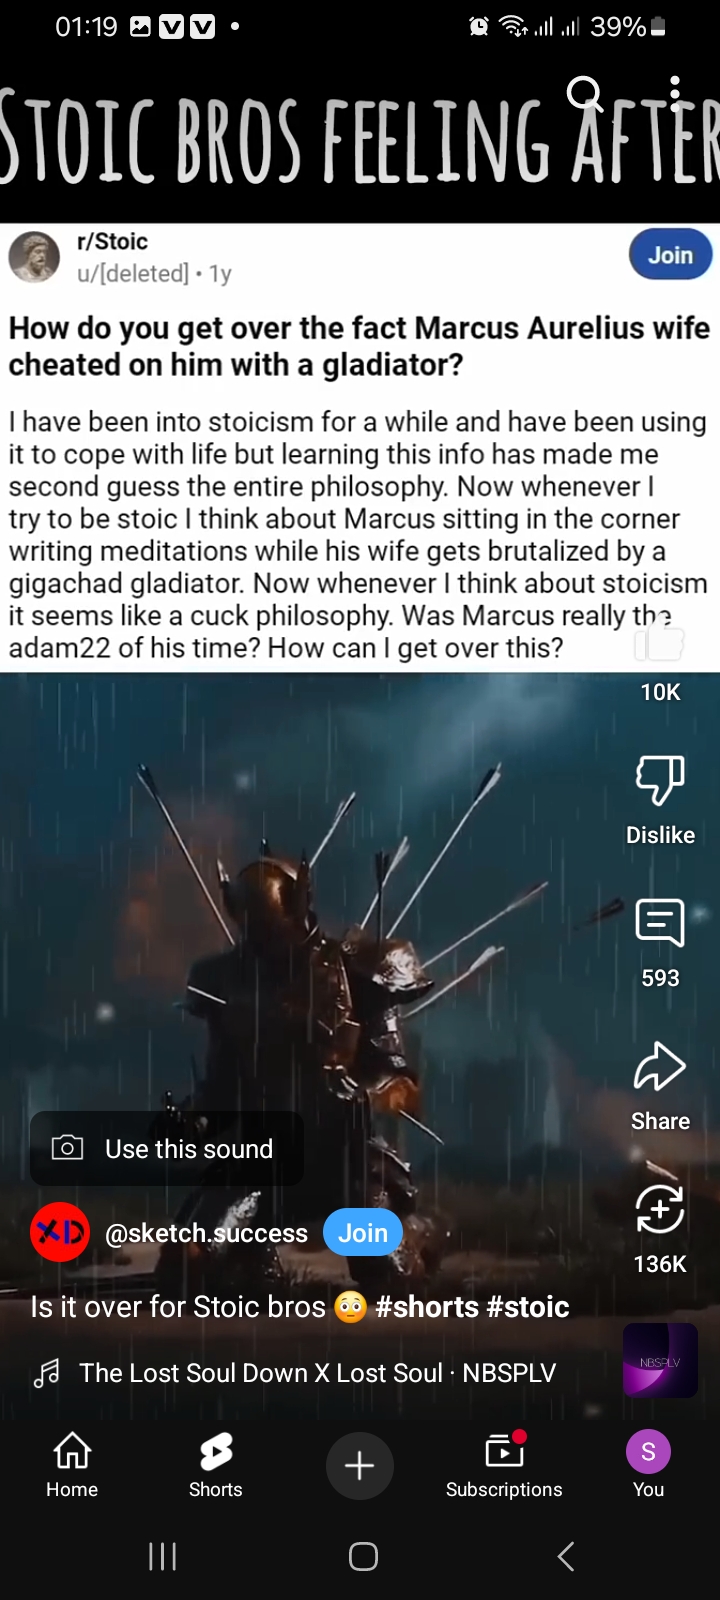 01:19 39%
STOIC BROS FEELING AFTER
r/Stoic
u/[deleted] • 1y
Join
How do you get over the fact Marcus Aurelius wife
cheated on him with a gladiator?
I have been into stoicism for a while and have been using
it to cope with life but learning this info has made me
second guess the entire philosophy. Now whenever I
try to be stoic I think about Marcus sitting in the corner
writing meditations while his wife gets brutalized by a
gigachad gladiator. Now whenever I think about stoicism
it seems like a cuck philosophy. Was Marcus really the
adam22 of his time? How can I get over this?
10K
Dislike
593
Share
136K
Use this sound
XD
@sketch.success Join
Is it over for Stoic bros 😳 #shorts #stoic
The Lost Soul Down X Lost Soul · NBSPLV
NBSPLV
Home
Shorts
Subscriptions
S
You